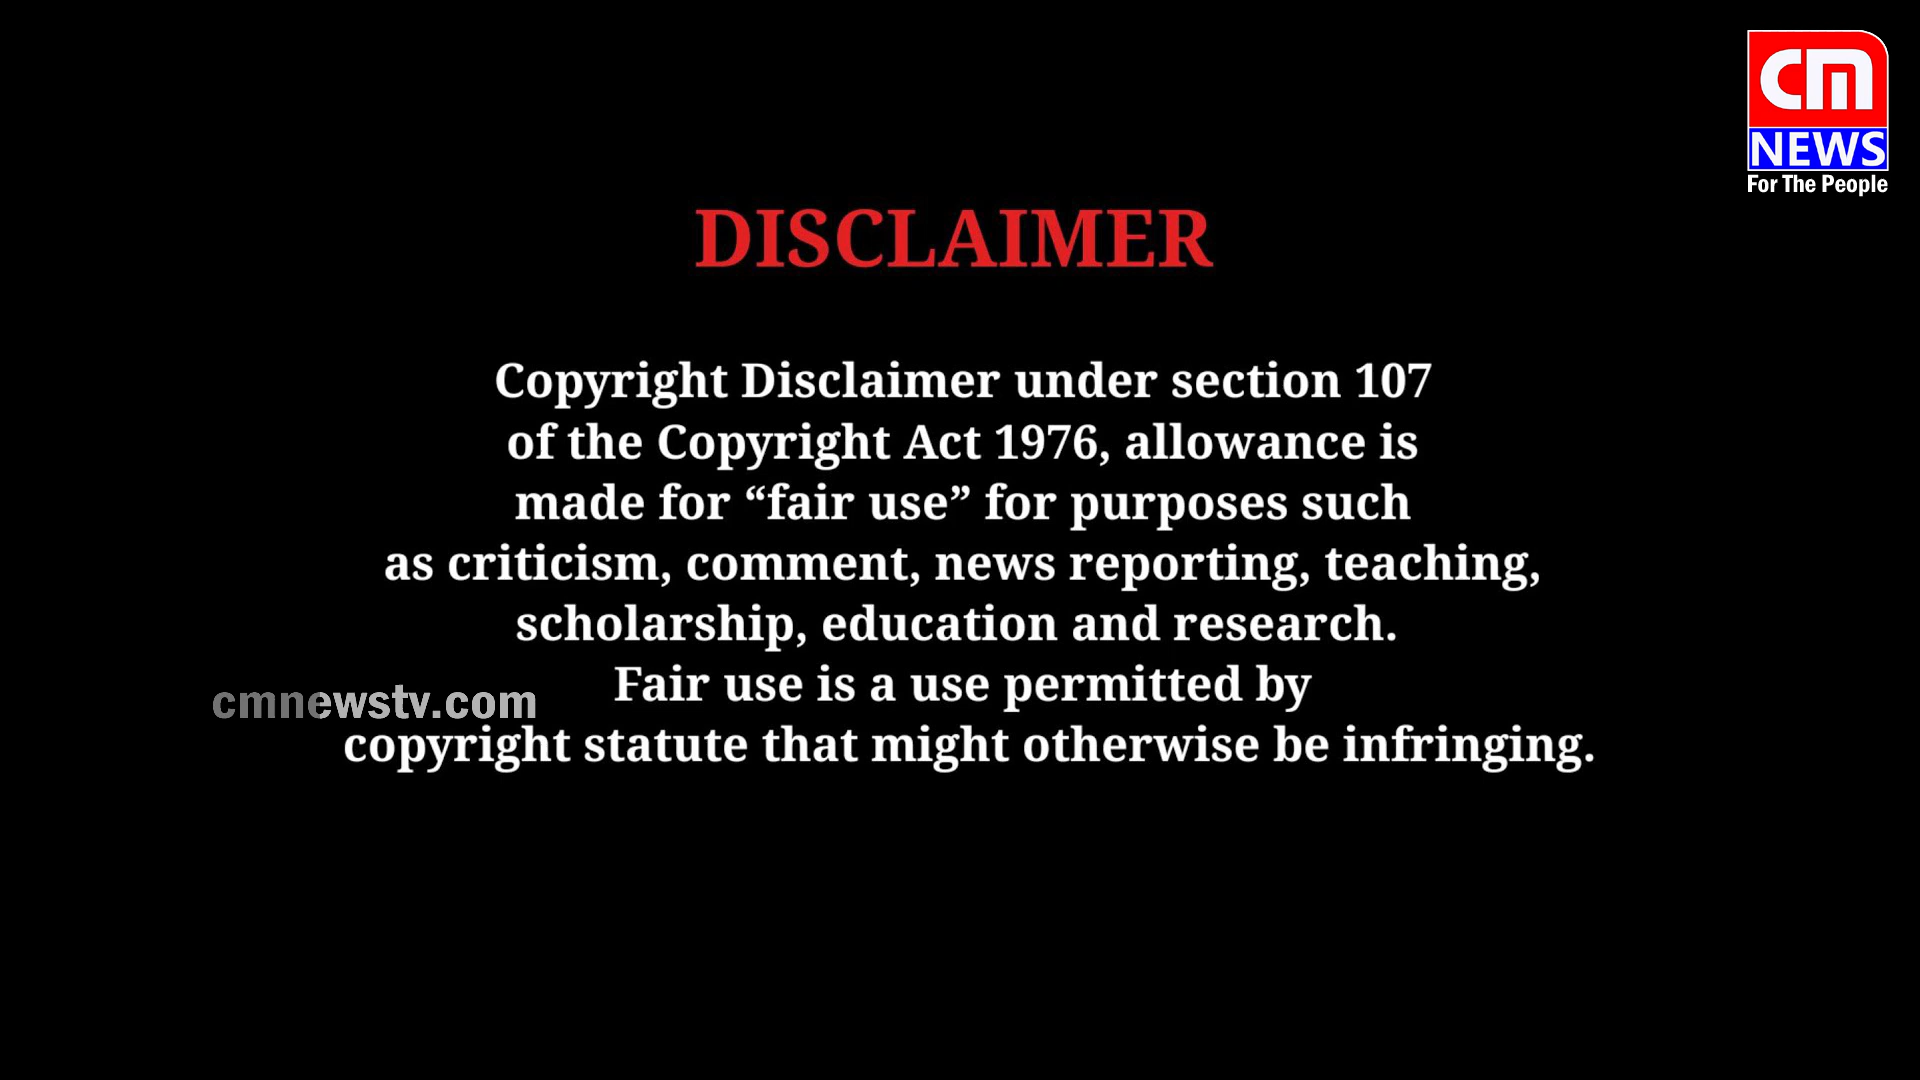 CM
NEWS
For The People
DISCLAIMER
Copyright Disclaimer under section 107
of the Copyright Act 1976, allowance is
made for “fair use” for purposes such
as criticism, comment, news reporting, teaching,
scholarship, education and research.
Fair use is a use permitted by
cmnewstv.com
copyright statute that might otherwise be infringing.